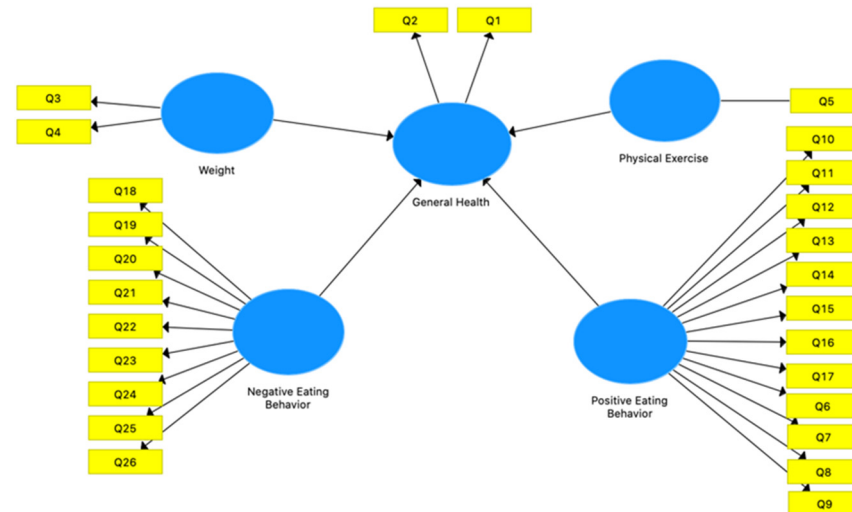 Q2
Q1
Q3
Q4
Weight
General Health
Physical Exercise
Q5
Q18
Q19
Q20
Q21
Q22
Q23
Q24
Q25
Q26
Negative Eating
Behavior
Positive Eating
Behavior
Q10
Q11
Q12
Q13
Q14
Q15
Q16
Q17
Q6
Q7
Q8
Q9